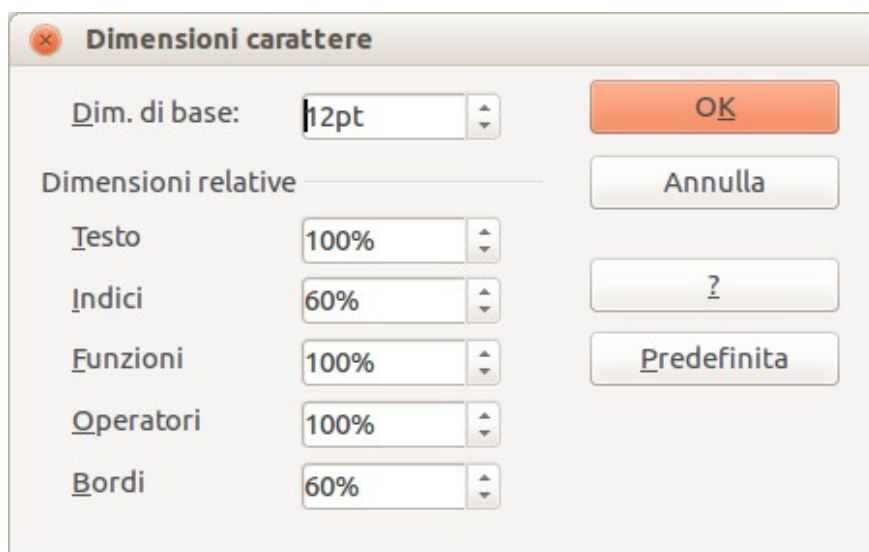 Dimensioni carattere
Dim. di base: 12pt
OK
Dimensioni relative
Annulla
Testo 100%
Indici 60%
?
Funzioni 100%
Predefinita
Operatori 100%
Bordi 60%